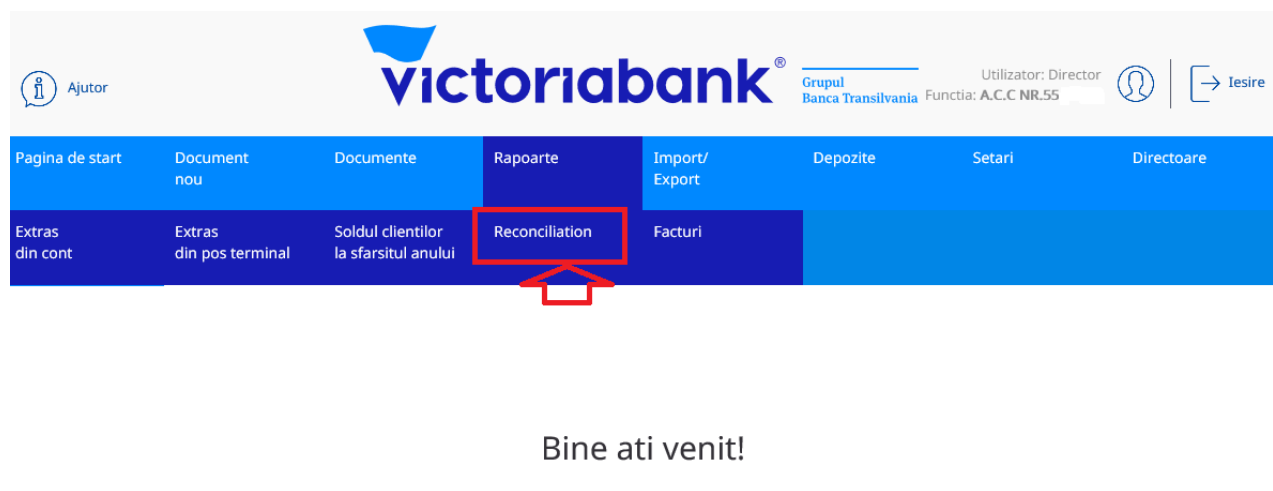 Ajutor
victoriabank®
Grupul
Banca Transilvania
Utilizator: Director
Functia: A.C.C NR.55
Iesire
Pagina de start
Document
nou
Documente
Rapoarte
Import/
Export
Depozite
Setari
Directoare
Extras
din cont
Extras
din pos terminal
Soldul clientilor
la sfarsitul anului
Reconciliation
Facturi
Bine ati venit!